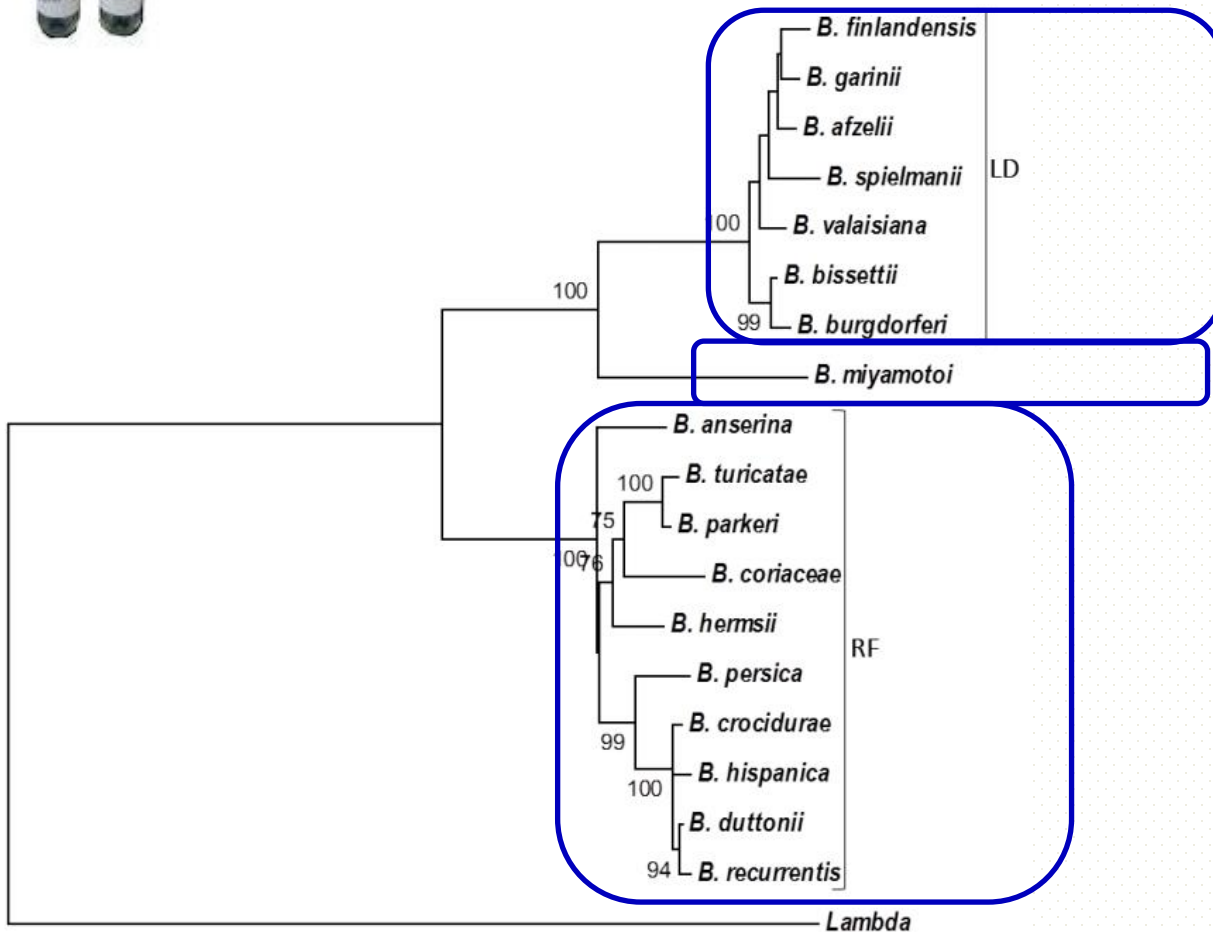 B. finlandensis
B. garinii
B. afzelii
B. spielmanii
LD
B. valaisiana
100
B. bissettii
100
B. burgdorferi
99
B. miyamotoi
B. anserina
B. turicatae
100
B. parkeri
75
100
76
B. coriaceae
B. hermsii
RF
B. persica
B. crocidurae
99
B. hispanica
100
B. duttonii
94
B. recurrentis
Lambda